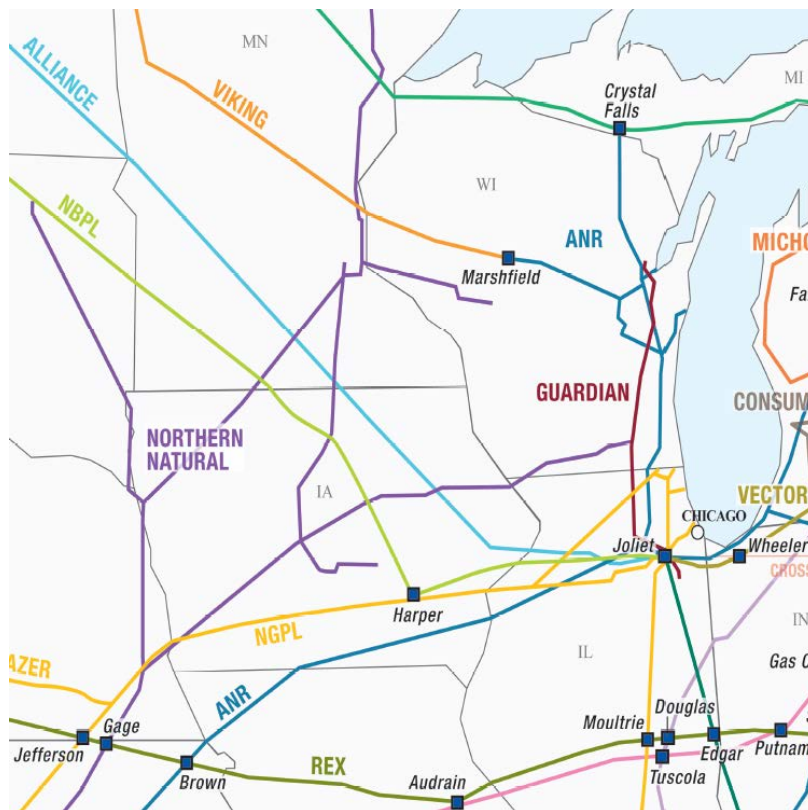 MN
ALLIANCE
VIKING
Crystal
Falls
MI
WI
NBPL
ANR
MICHO
Marshfield
Fa
GUARDIAN
CONSUM
NORTHERN
NATURAL
IA
VECTOR
CHICAGO
Joliet
Wheeler
CROSS
Harper
NGPL
IN
IL
Gas C
AZER
ANR
Douglas
Moultrie
Gage
Jefferson
Edgar
Putnam
REX
Tuscola
Brown
Audrain